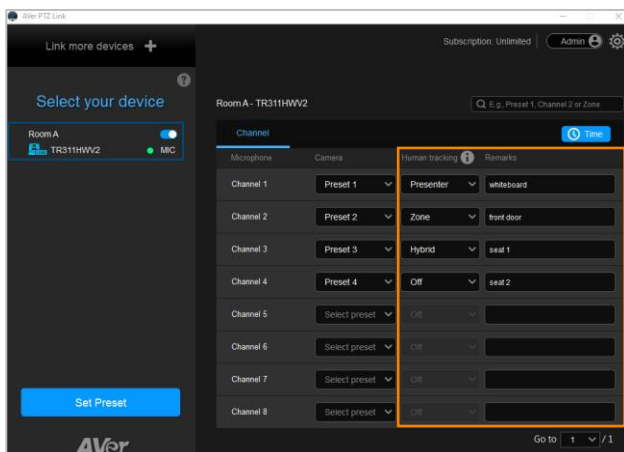 AVer PTZ Link
Link more devices +
Subscription: Unlimited Admin
Select your device
Room A
TR311HWV2 MIC
Set Preset
AVer
Room A - TR311HWV2
E.g., Preset 1, Channel 2 or Zone
Channel Time
Microphone Camera Human tracking Remarks
Channel 1 Preset 1 Presenter whiteboard
Channel 2 Preset 2 Zone front door
Channel 3 Preset 3 Hybrid seat 1
Channel 4 Preset 4 Off seat 2
Channel 5 Select preset Off
Channel 6 Select preset Off
Channel 7 Select preset Off
Channel 8 Select preset Off
Go to 1 / 1